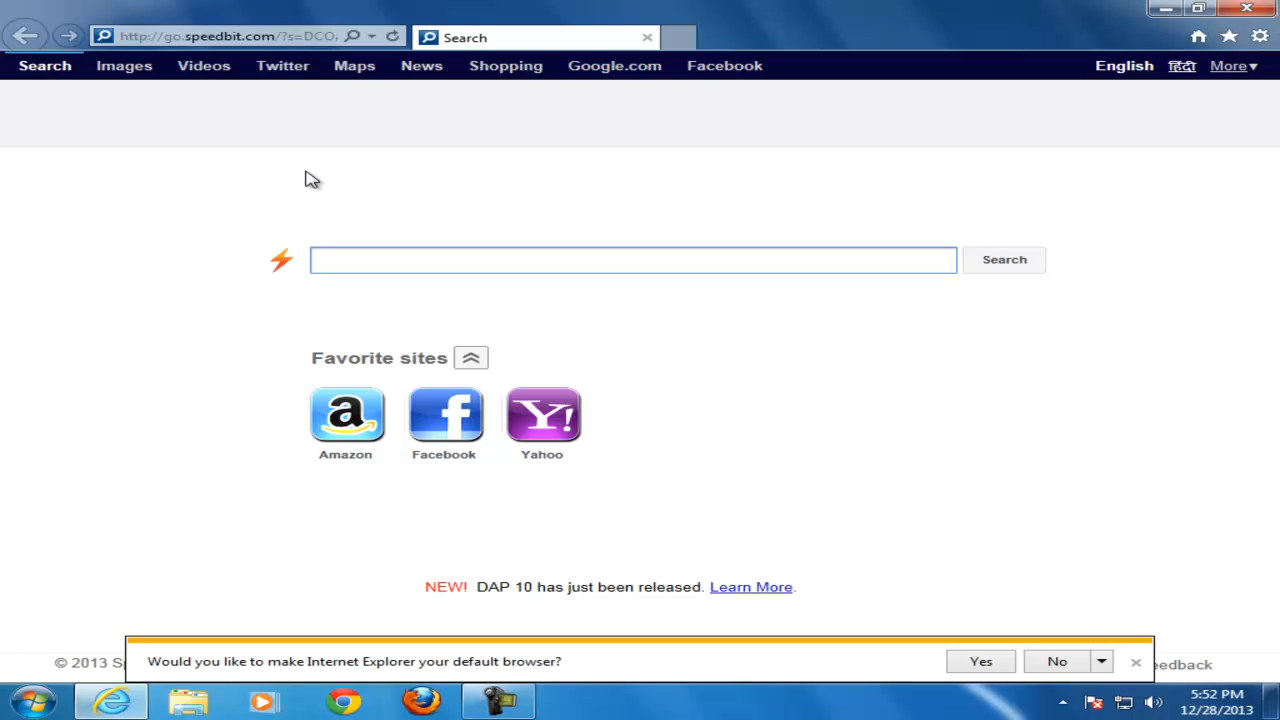 http://go.speedbit.com/?s=DCO
Search
Search Images Videos Twitter Maps News Shopping Google.com Facebook English हिंदी More
Search
Favorite sites
Amazon Facebook Yahoo
NEW! DAP 10 has just been released. Learn More.
Would you like to make Internet Explorer your default browser? Yes No
© 2013 S eedback
5:52 PM
12/28/2013